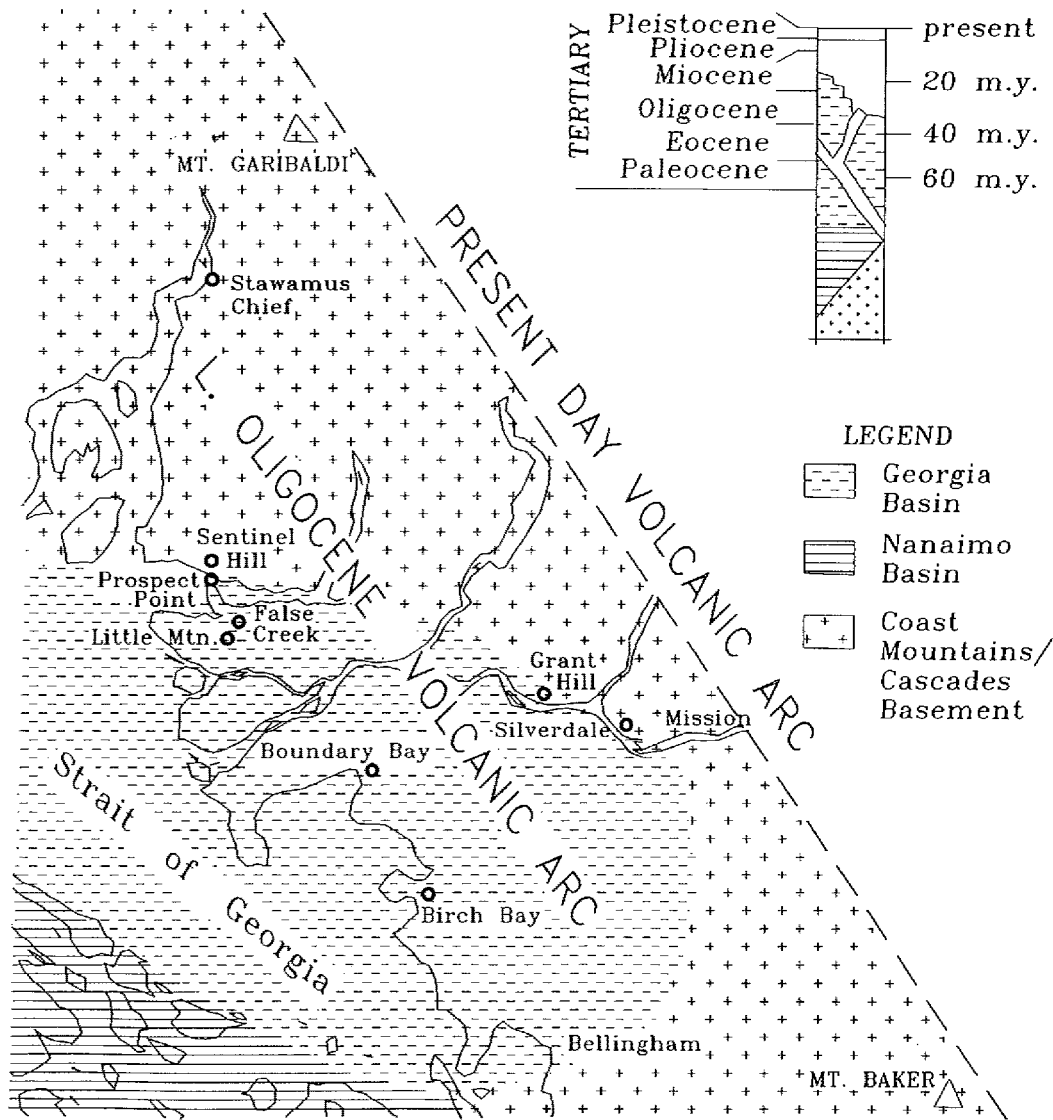 Pleistocene
Pliocene
Miocene
Oligocene
Eocene
Paleocene
TERTIARY
present
20 m.y.
40 m.y.
60 m.y.
MT. GARIBALDI
Stawamus
Chief
PRESENT DAY VOLCANIC ARC
L. OLIGOCENE VOLCANIC ARC
LEGEND
Georgia
Basin
Nanaimo
Basin
Coast
Mountains/
Cascades
Basement
Sentinel
Hill
Prospect
Point
False
Creek
Little Mtn.
Grant
Hill
Silverdale
Mission
Boundary Bay
Strait
of
Georgia
Birch Bay
Bellingham
MT. BAKER